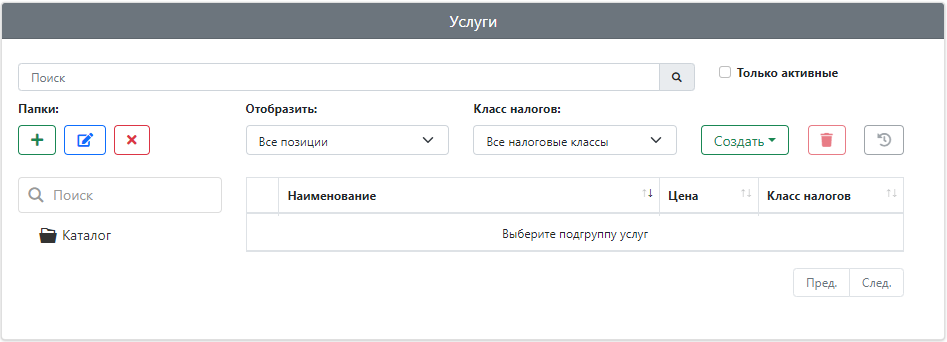 Услуги
Поиск
Только активные
Папки:
Отобразить:
Класс налогов:
Все позиции
Все налоговые классы
Создать
Поиск
Каталог
Наименование
Цена
Класс налогов
Выберите подгруппу услуг
Пред.
След.